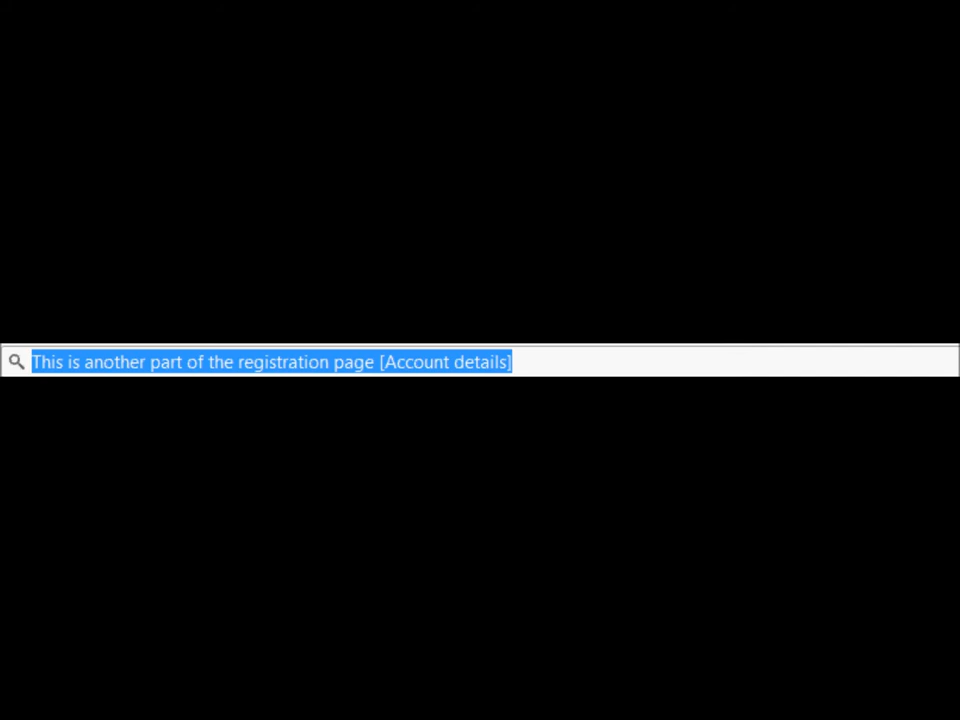 This is another part of the registration page [Account details]